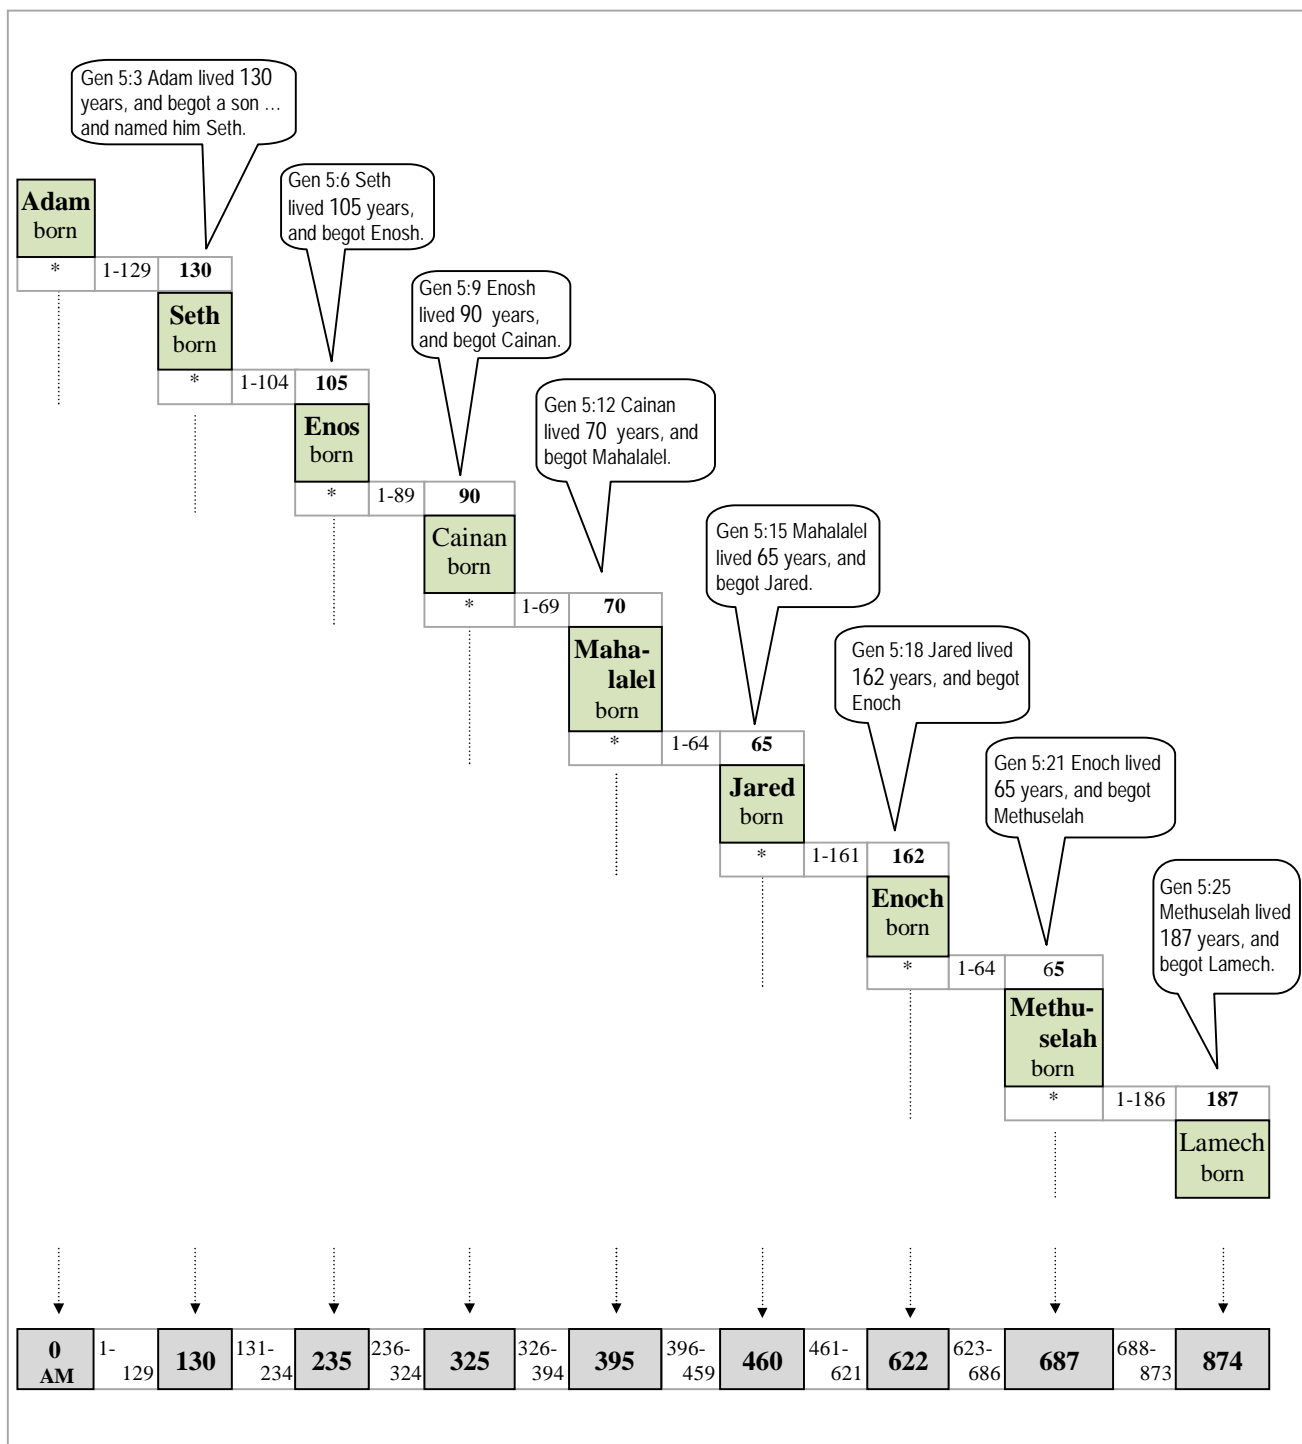 Gen 5:3 Adam lived 130
years, and begot a son …
and named him Seth.
Adam
born
* 1-129 130
Gen 5:6 Seth
lived 105 years,
and begot Enosh.
Seth
born
* 1-104 105
Gen 5:9 Enosh
lived 90 years,
and begot Cainan.
Enos
born
* 1-89 90
Gen 5:12 Cainan
lived 70 years, and
begot Mahalalel.
Cainan
born
* 1-69 70
Gen 5:15 Mahalalel
lived 65 years, and
begot Jared.
Maha-
lalel
born
* 1-64 65
Gen 5:18 Jared lived
162 years, and begot
Enoch
Jared
born
* 1-161 162
Gen 5:21 Enoch lived
65 years, and begot
Methuselah
Enoch
born
* 1-64 65
Gen 5:25
Methuselah lived
187 years, and
begot Lamech.
Methu-
selah
born
* 1-186 187
Lamech
born
0
AM
1-
129
130
131-
234
235
236-
324
325
326-
394
395
396-
459
460
461-
621
622
623-
686
687
688-
873
874